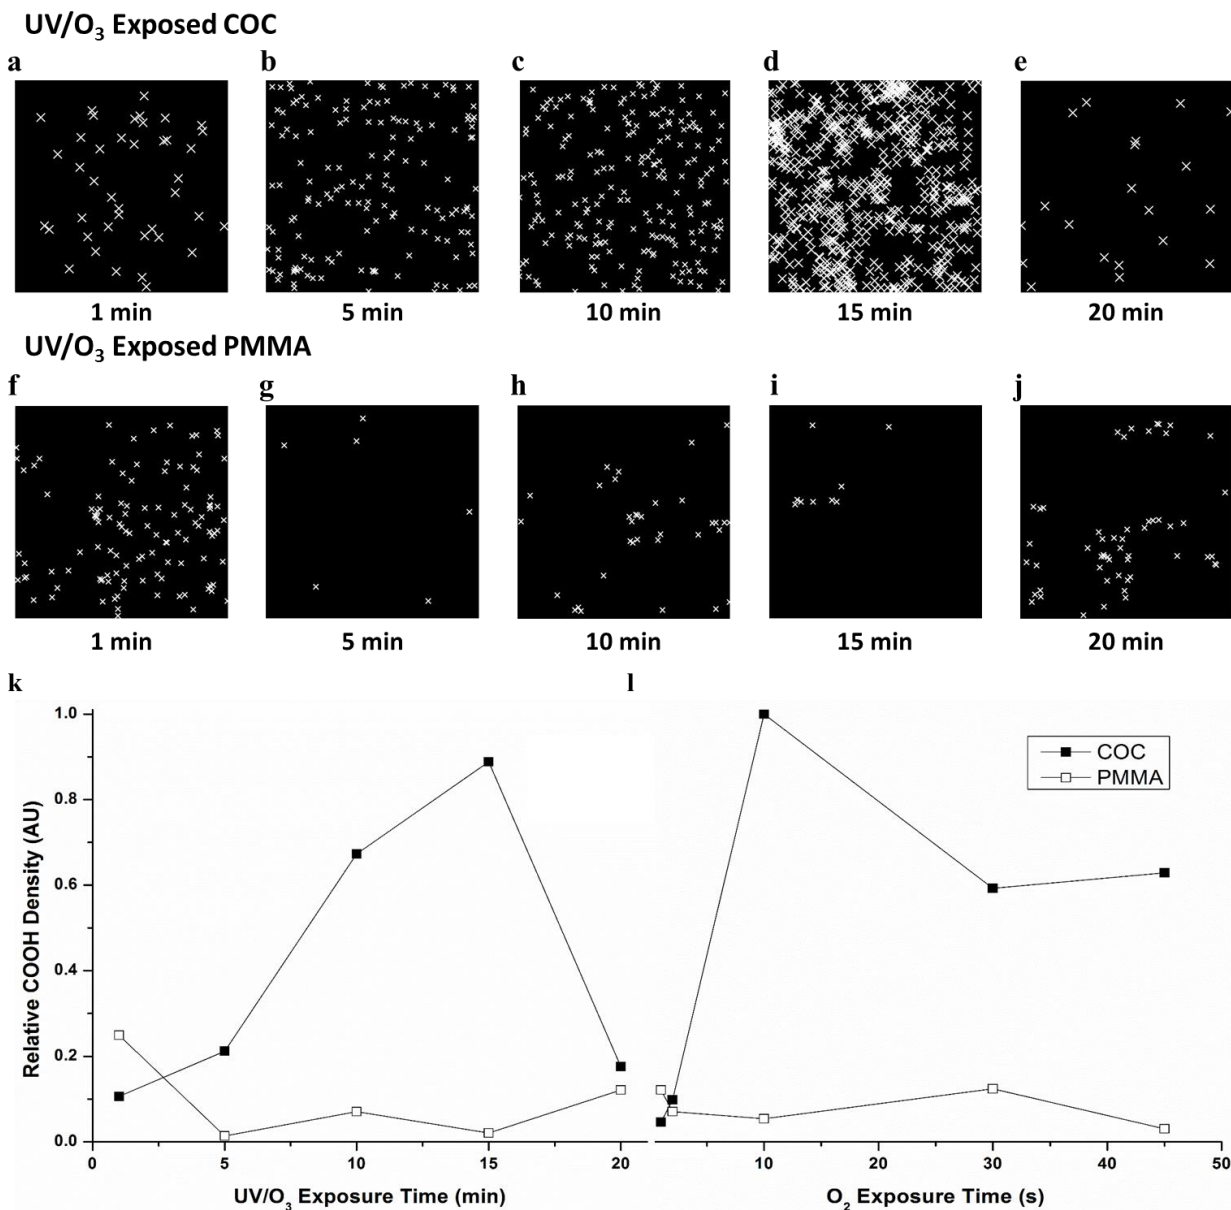 UV/O₃ Exposed COC
a b c d e
1 min 5 min 10 min 15 min 20 min
UV/O₃ Exposed PMMA
f g h i j
1 min 5 min 10 min 15 min 20 min
k l
1.0
0.8
0.6
0.4
0.2
0.0
Relative COOH Density (AU)
0 5 10 15 20
UV/O₃ Exposure Time (min)
COC
PMMA
10 20 30 40 50
O₂ Exposure Time (s)